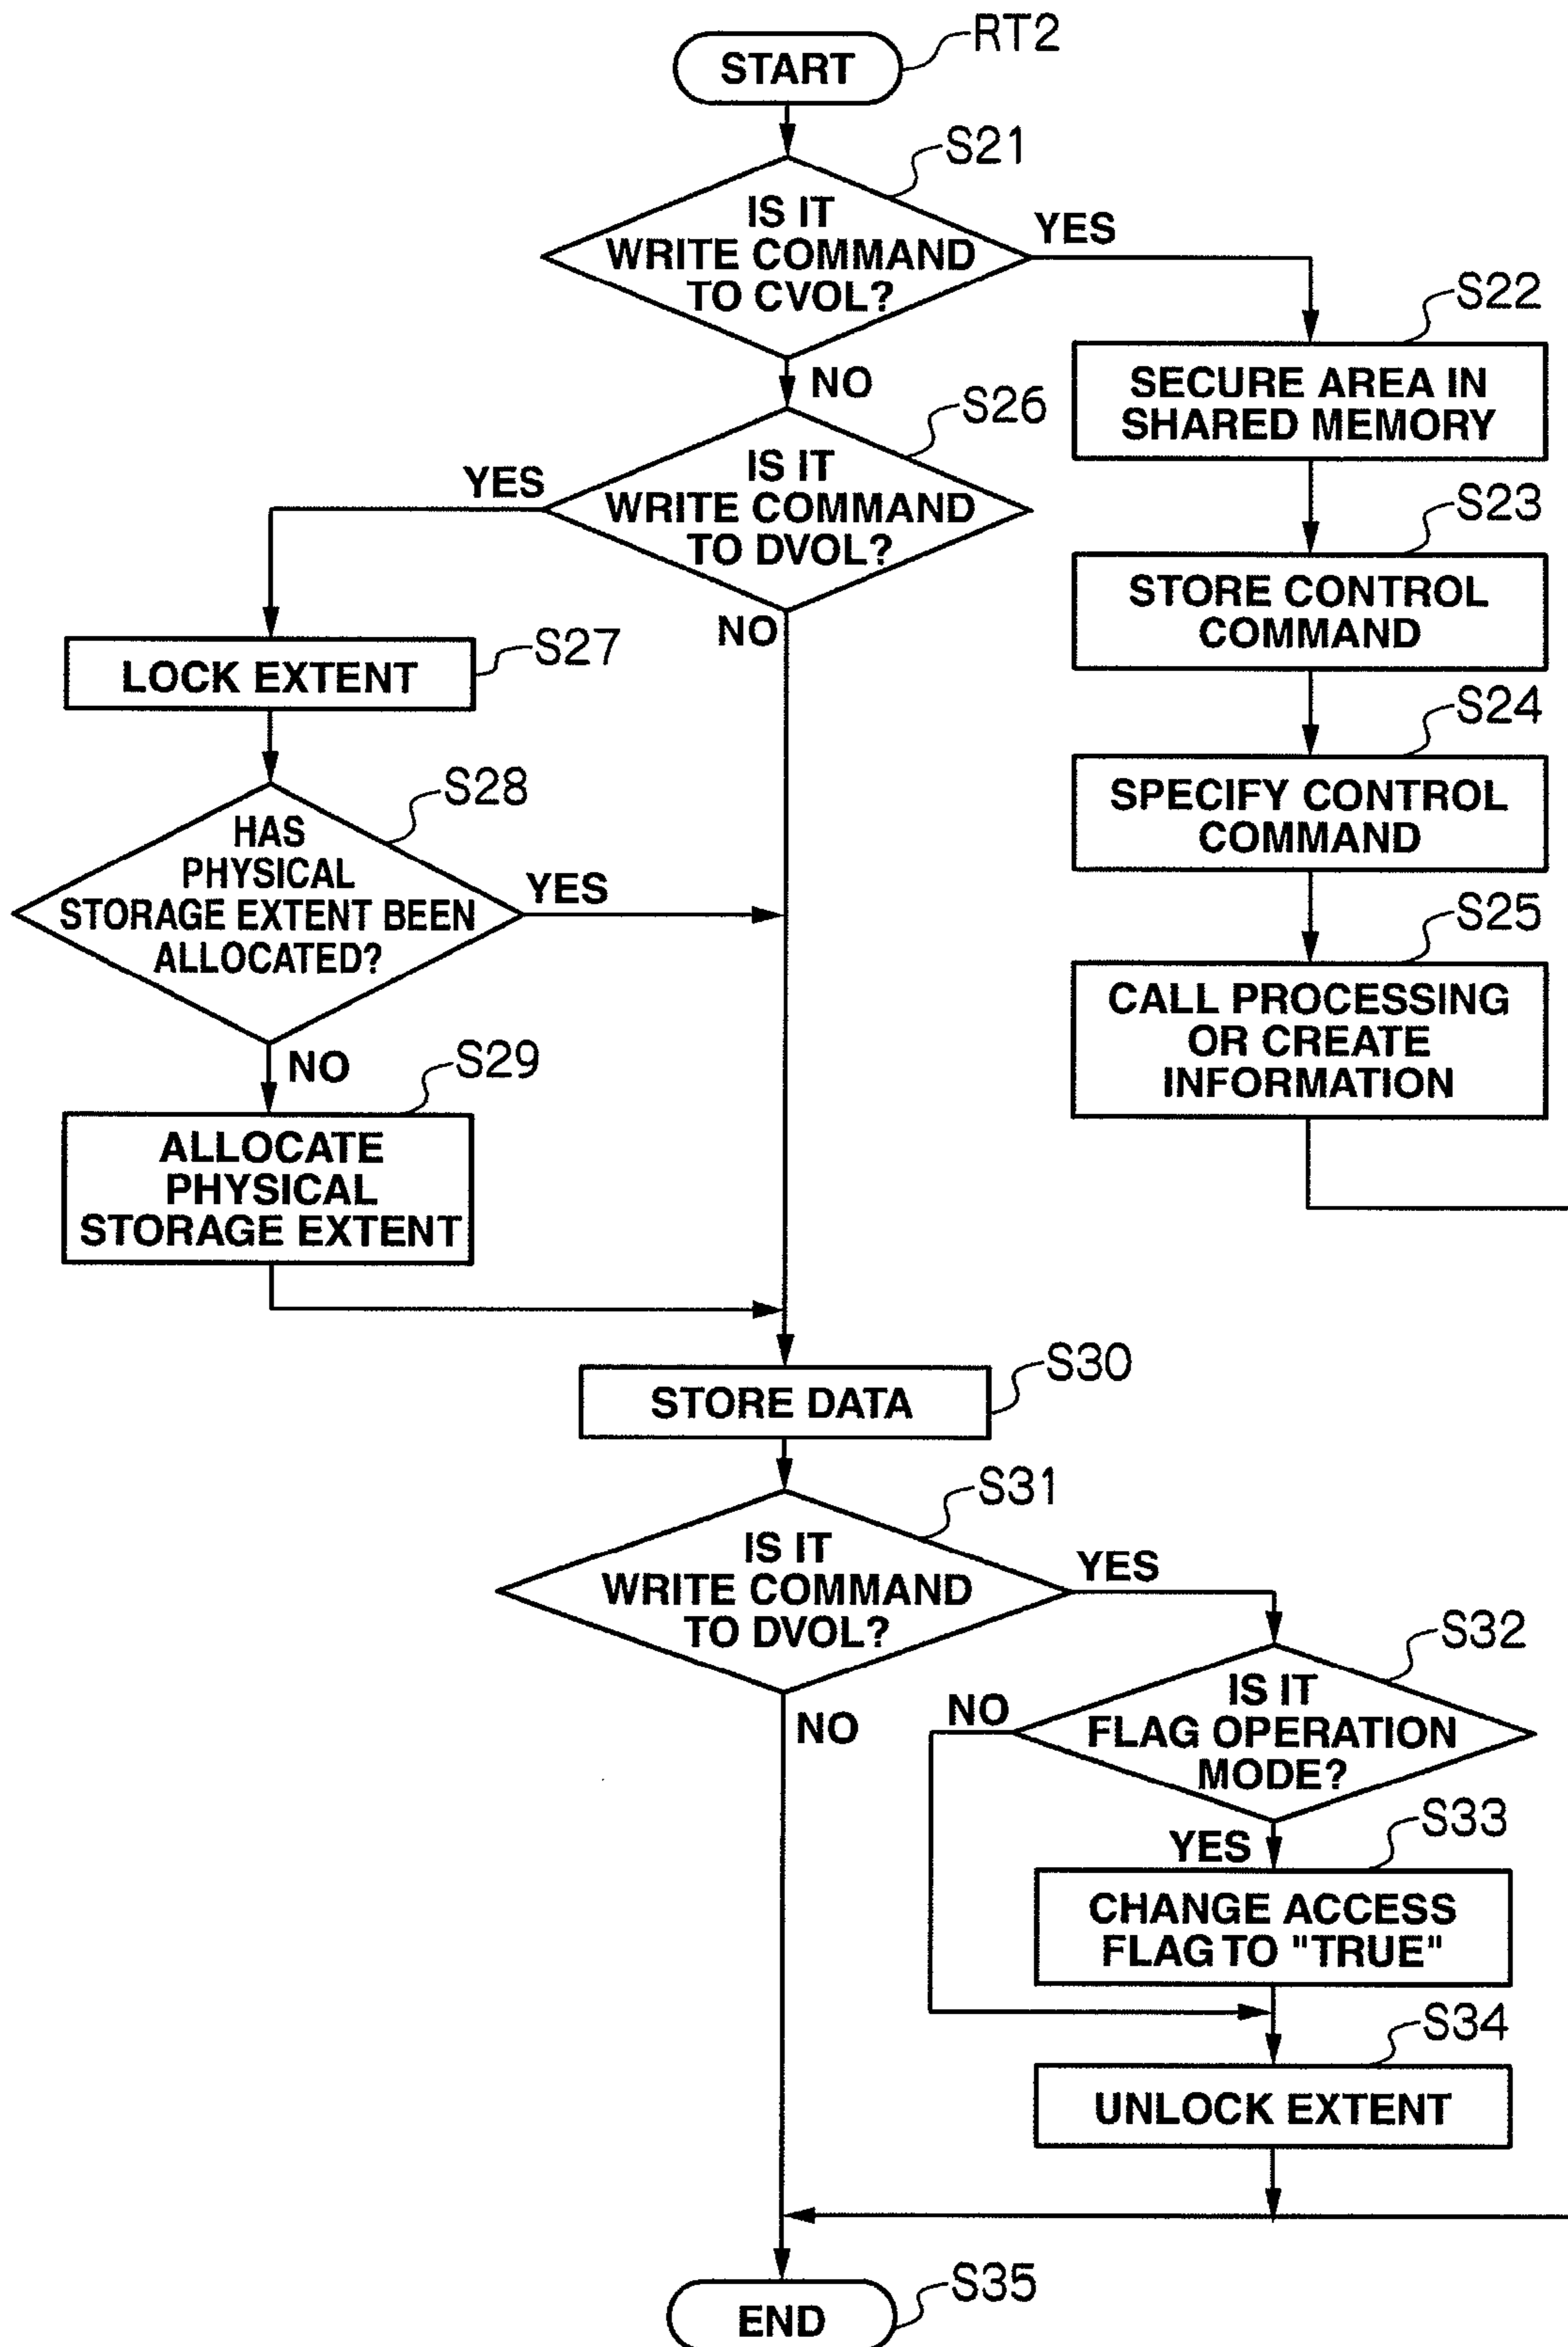 RT2
START
S21
IS IT
WRITE COMMAND
TO CVOL?
YES
NO
S22
SECURE AREA IN
SHARED MEMORY
S23
STORE CONTROL
COMMAND
S24
SPECIFY CONTROL
COMMAND
S25
CALL PROCESSING
OR CREATE
INFORMATION
S26
IS IT
WRITE COMMAND
TO DVOL?
YES
NO
S27
LOCK EXTENT
S28
HAS
PHYSICAL
STORAGE EXTENT BEEN
ALLOCATED?
YES
NO
S29
ALLOCATE
PHYSICAL
STORAGE EXTENT
S30
STORE DATA
S31
IS IT
WRITE COMMAND
TO DVOL?
YES
NO
S32
IS IT
FLAG OPERATION
MODE?
NO
YES
S33
CHANGE ACCESS
FLAG TO "TRUE"
S34
UNLOCK EXTENT
S35
END